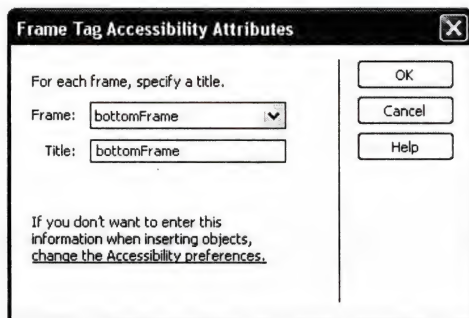 Frame Tag Accessibility Attributes
For each frame, specify a title.
Frame: bottomFrame
Title: bottomFrame
If you don't want to enter this
information when inserting objects,
change the Accessibility preferences.
OK
Cancel
Help